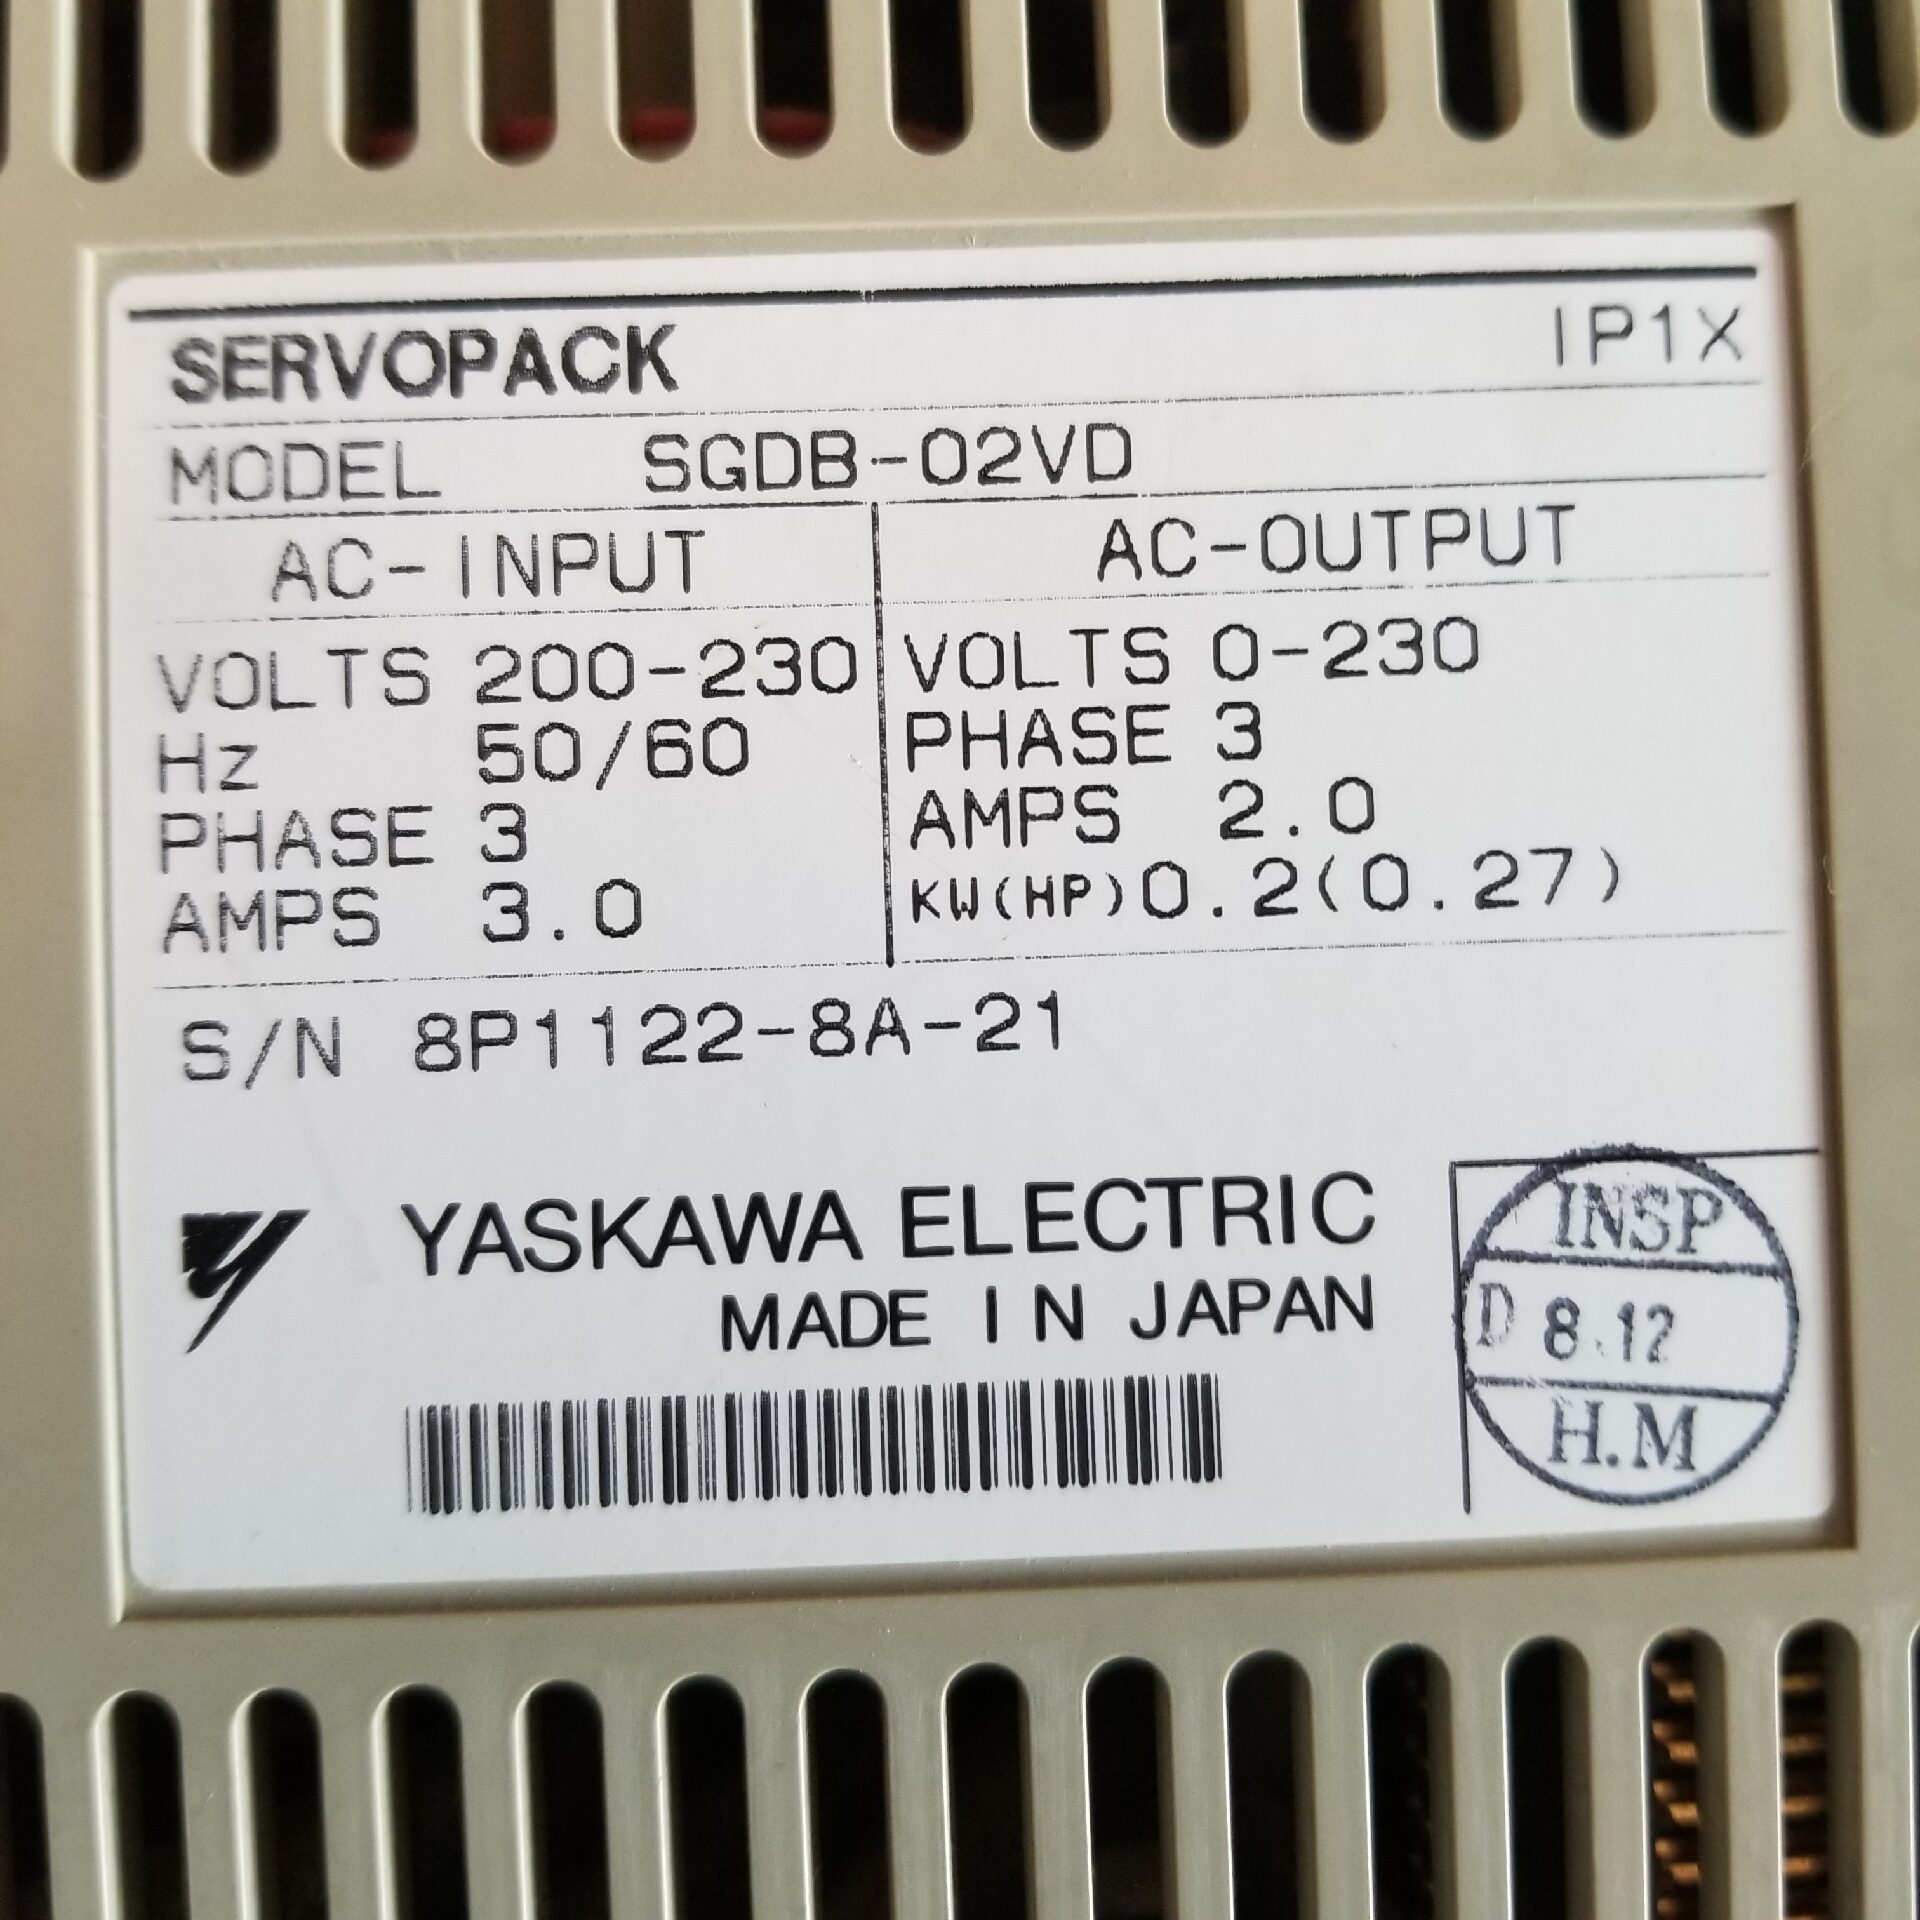 SERVOPACK IP1X
MODEL SGDB-02VD
AC-INPUT
VOLTS 200-230
Hz 50/60
PHASE 3
AMPS 3.0
AC-OUTPUT
VOLTS 0-230
PHASE 3
AMPS 2.0
KW(HP) 0.2(0.27)
S/N 8P1122-8A-21
YASKAWA ELECTRIC
MADE IN JAPAN
INSP
D 8.12
H.M